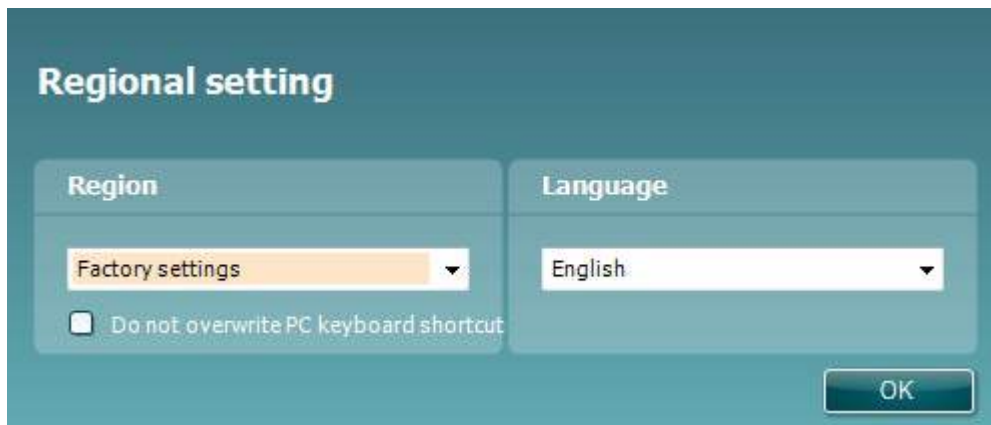 Regional setting
Region
Factory settings
Do not overwrite PC keyboard shortcut
Language
English
OK